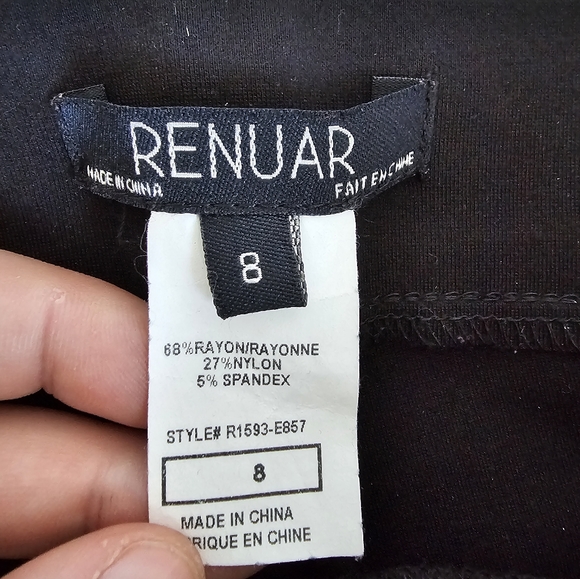 RENUAR
MADE IN CHINA FAIT EN CHINE
8
68%RAYON/RAYONNE
27%NYLON
5% SPANDEX
STYLE# R1593-E857
8
MADE IN CHINA
RIQUE EN CHINE